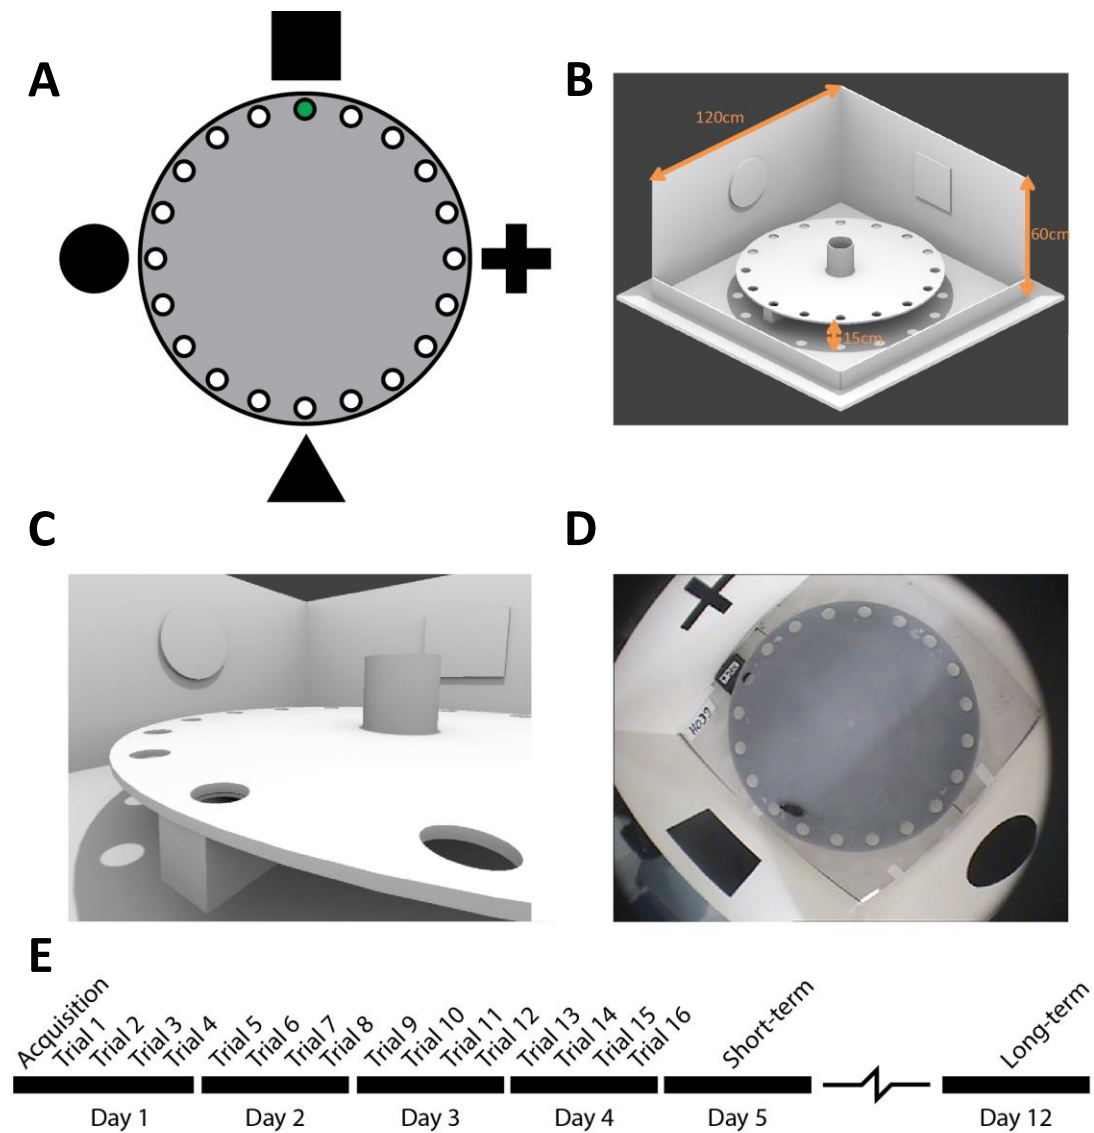 A
B
120cm
60cm
15cm
C
D
H039
E
Acquisition
Trial 1
Trial 2
Trial 3
Trial 4
Trial 5
Trial 6
Trial 7
Trial 8
Trial 9
Trial 10
Trial 11
Trial 12
Trial 13
Trial 14
Trial 15
Trial 16
Short-term
Long-term
Day 1
Day 2
Day 3
Day 4
Day 5
Day 12